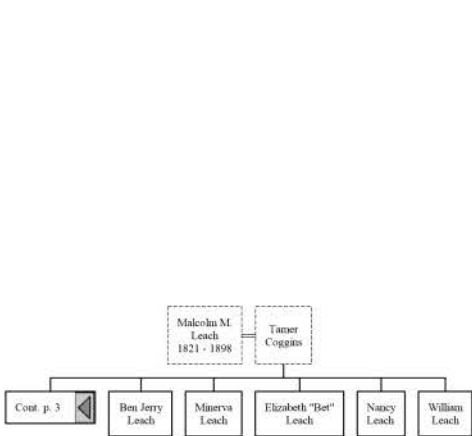 Malcolm M.
Leach
1821 - 1898
Tamer
Coggins
Cont. p. 3
Ben Jerry
Leach
Minerva
Leach
Elizabeth "Bet"
Leach
Nancy
Leach
William
Leach